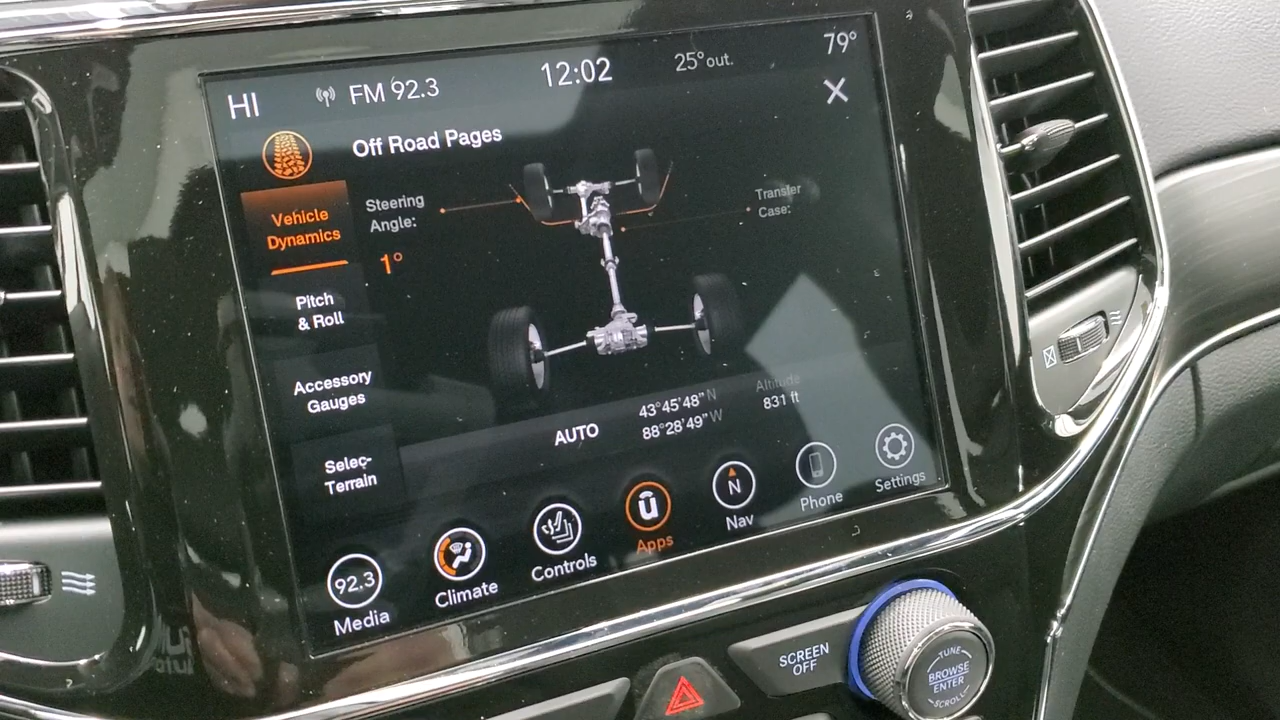 HI
FM 92.3
12:02
25° out.
79°
Off Road Pages
Vehicle
Dynamics
Steering
Angle:
1°
Transfer
Case:
Pitch
& Roll
Accessory
Gauges
Selec-
Terrain
AUTO
43°45'48" N
88°28'49" W
Altitude
831 ft
92.3
Media
Climate
Controls
ū
Apps
N
Nav
Phone
Settings
SCREEN
OFF
TUNE
BROWSE
ENTER
SCROLL